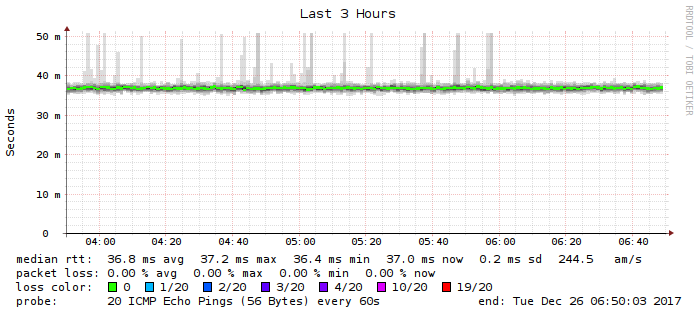 Last 3 Hours
RRDTOOL / TOBI OETIKER
Seconds
50 m
40 m
30 m
20 m
10 m
0
04:00 04:20 04:40 05:00 05:20 05:40 06:00 06:20 06:40
median rtt: 36.8 ms avg 37.2 ms max 36.4 ms min 37.0 ms now 0.2 ms sd 244.5 am/s
packet loss: 0.00 % avg 0.00 % max 0.00 % min 0.00 % now
loss color: 0 1/20 2/20 3/20 4/20 10/20 19/20
probe: 20 ICMP Echo Pings (56 Bytes) every 60s end: Tue Dec 26 06:50:03 2017